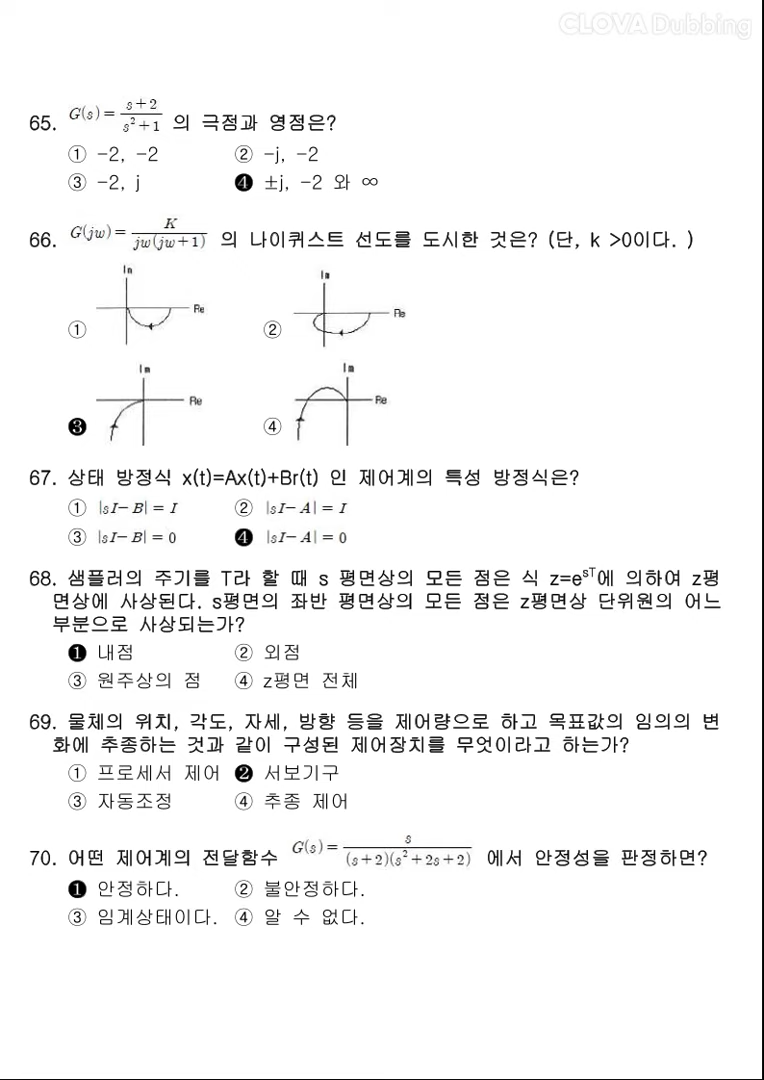 CLOVA Dubbing
65. G(s)=\frac{s+2}{s^2+1} 의 극점과 영점은?
① -2, -2 ② -j, -2
③ -2, j ❹ ±j, -2 와 ∞
66. G(jw)=\frac{K}{jw(jw+1)} 의 나이퀴스트 선도를 도시한 것은? (단, k >0이다. )
Im Im
Re Re
① ②
Im Im
Re Re
❸ ④
67. 상태 방정식 x(t)=Ax(t)+Br(t) 인 제어계의 특성 방정식은?
① |sI-B|=I ② |sI-A|=I
③ |sI-B|=0 ❹ |sI-A|=0
68. 샘플러의 주기를 T라 할 때 s 평면상의 모든 점은 식 z=e^{sT}에 의하여 z평
면상에 사상된다. s평면의 좌반 평면상의 모든 점은 z평면상 단위원의 어느
부분으로 사상되는가?
❶ 내점 ② 외점
③ 원주상의 점 ④ z평면 전체
69. 물체의 위치, 각도, 자세, 방향 등을 제어량으로 하고 목표값의 임의의 변
화에 추종하는 것과 같이 구성된 제어장치를 무엇이라고 하는가?
① 프로세서 제어 ❷ 서보기구
③ 자동조정 ④ 추종 제어
70. 어떤 제어계의 전달함수 G(s)=\frac{s}{(s+2)(s^2+2s+2)} 에서 안정성을 판정하면?
❶ 안정하다. ② 불안정하다.
③ 임계상태이다. ④ 알 수 없다.